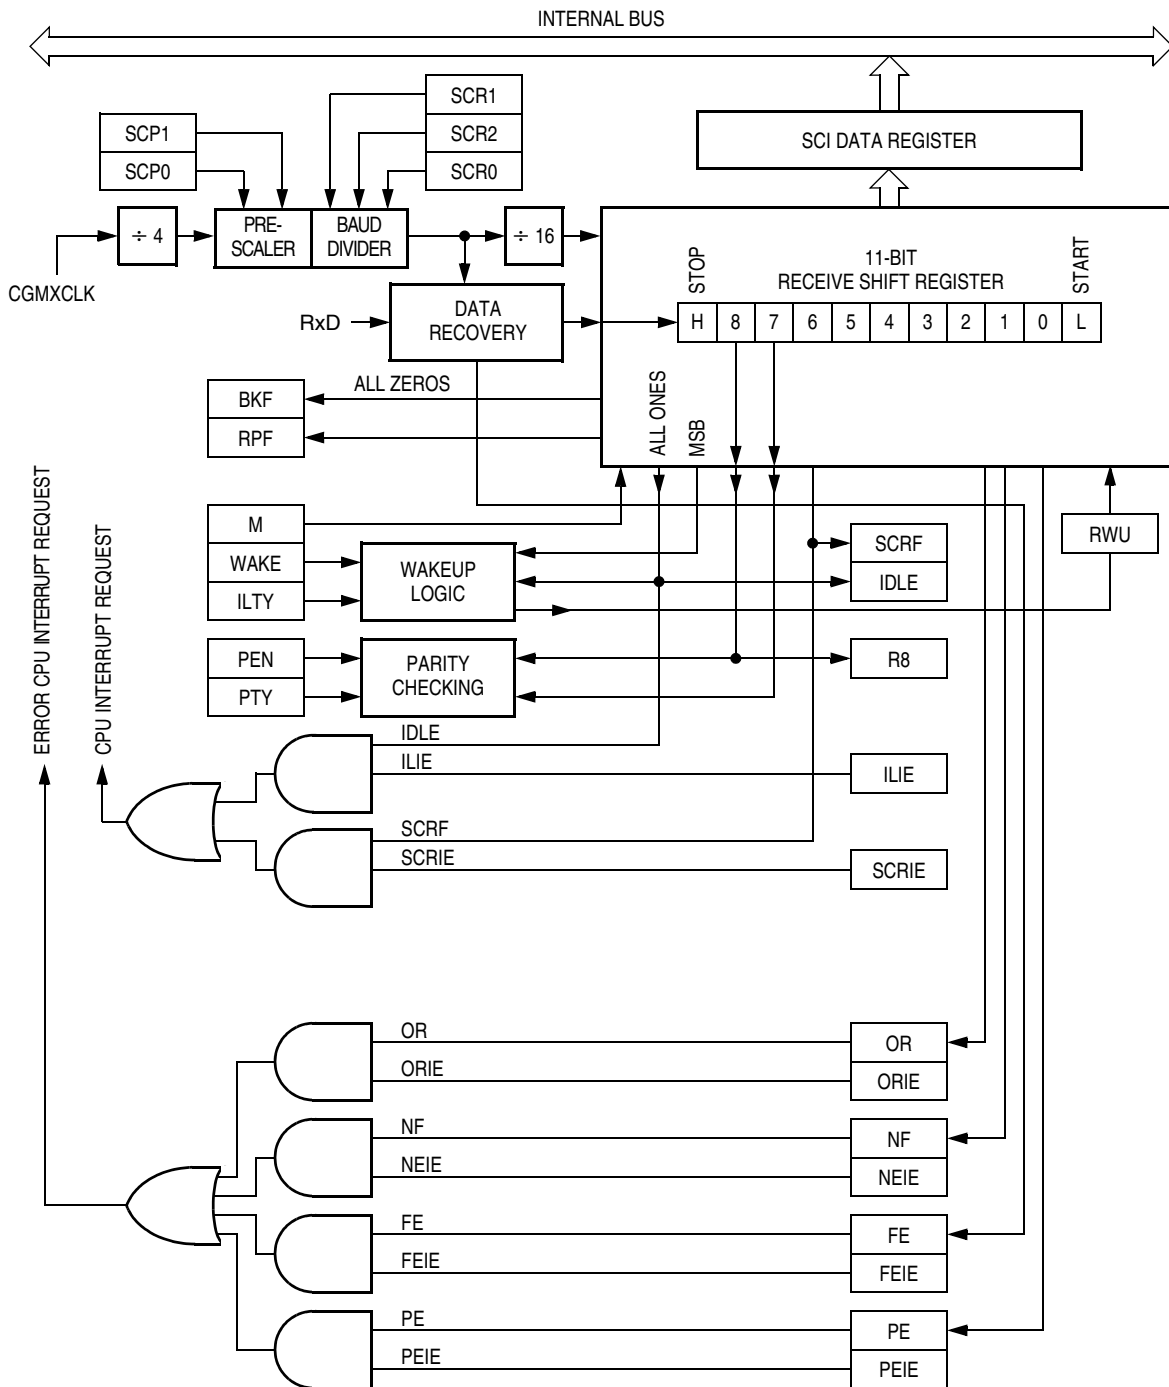 INTERNAL BUS
SCR1
SCR2
SCR0
SCP1
SCP0
SCI DATA REGISTER
÷ 4
PRE-
SCALER
BAUD
DIVIDER
÷ 16
CGMXCLK
STOP
11-BIT
RECEIVE SHIFT REGISTER
START
H 8 7 6 5 4 3 2 1 0 L
RxD
DATA
RECOVERY
ALL ZEROS
BKF
RPF
ALL ONES
MSB
M
WAKE
ILTY
WAKEUP
LOGIC
SCRF
IDLE
RWU
PEN
PTY
PARITY
CHECKING
R8
ERROR CPU INTERRUPT REQUEST
CPU INTERRUPT REQUEST
IDLE
ILIE
ILIE
SCRF
SCRIE
SCRIE
OR
ORIE
OR
ORIE
NF
NEIE
NF
NEIE
FE
FEIE
FE
FEIE
PE
PEIE
PE
PEIE